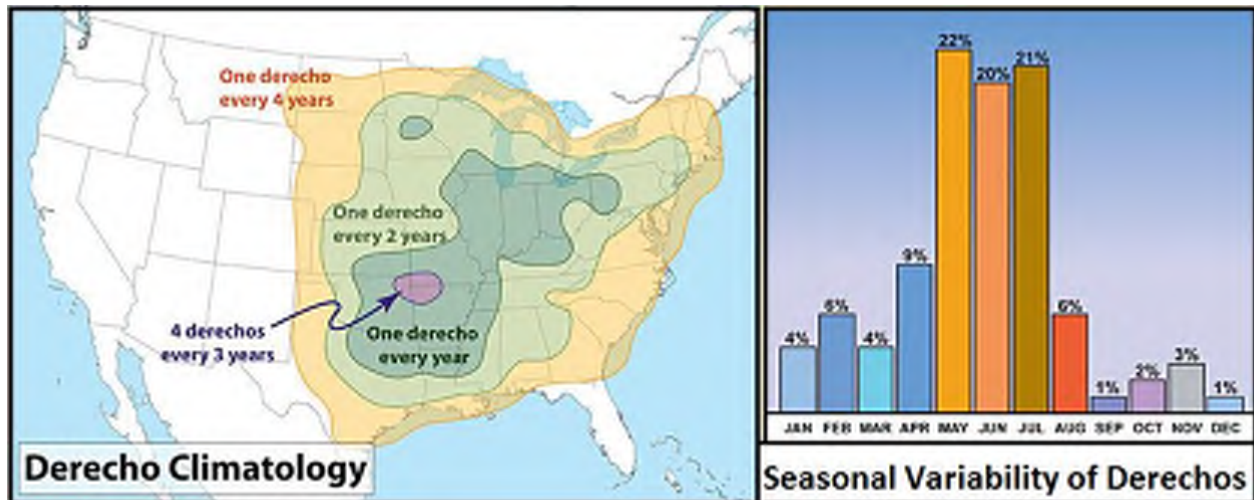 One derecho
every 4 years
One derecho
every 2 years
4 derechos
every 3 years
One derecho
every year
Derecho Climatology
22%
21%
20%
9%
6%
6%
4%
4%
3%
2%
1%
1%
JAN FEB MAR APR MAY JUN JUL AUG SEP OCT NOV DEC
Seasonal Variability of Derechos